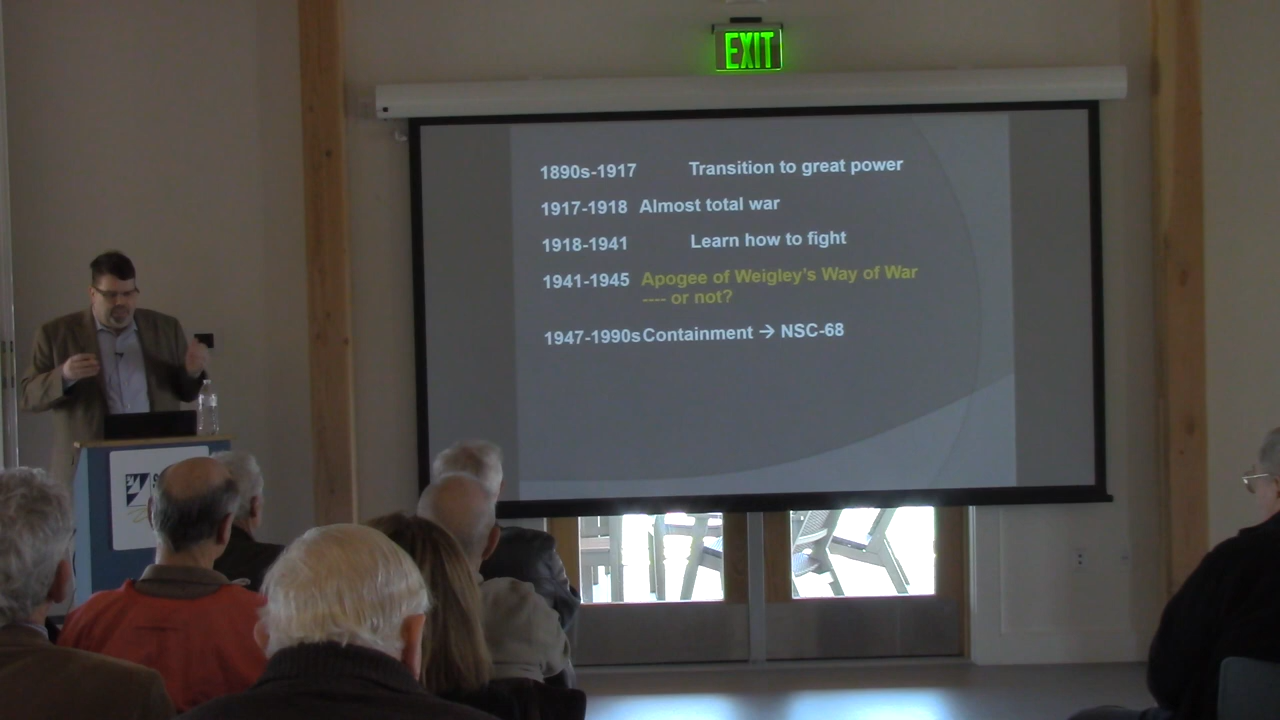 EXIT
1890s-1917 Transition to great power
1917-1918 Almost total war
1918-1941 Learn how to fight
1941-1945 Apogee of Weigley's Way of War
---- or not?
1947-1990s Containment → NSC-68